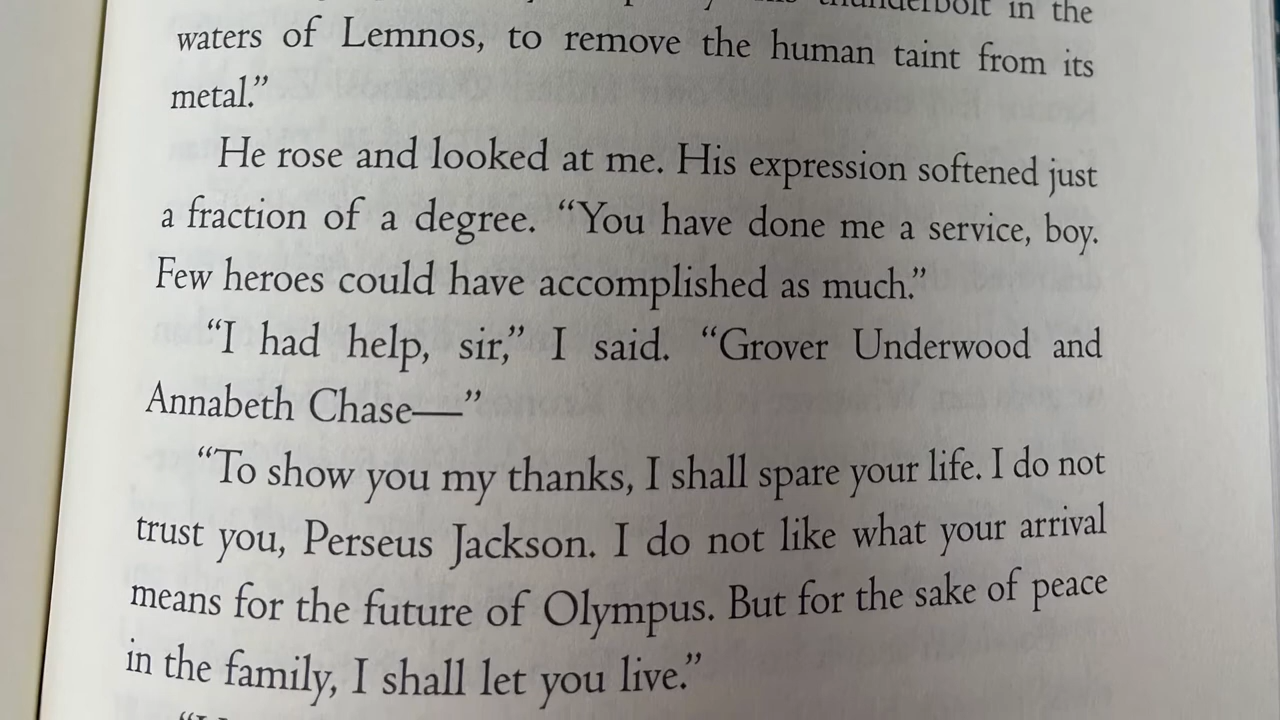 thunderbolt in the
waters of Lemnos, to remove the human taint from its
metal.”
He rose and looked at me. His expression softened just
a fraction of a degree. “You have done me a service, boy.
Few heroes could have accomplished as much.”
“I had help, sir,” I said. “Grover Underwood and
Annabeth Chase—”
“To show you my thanks, I shall spare your life. I do not
trust you, Perseus Jackson. I do not like what your arrival
means for the future of Olympus. But for the sake of peace
in the family, I shall let you live.”